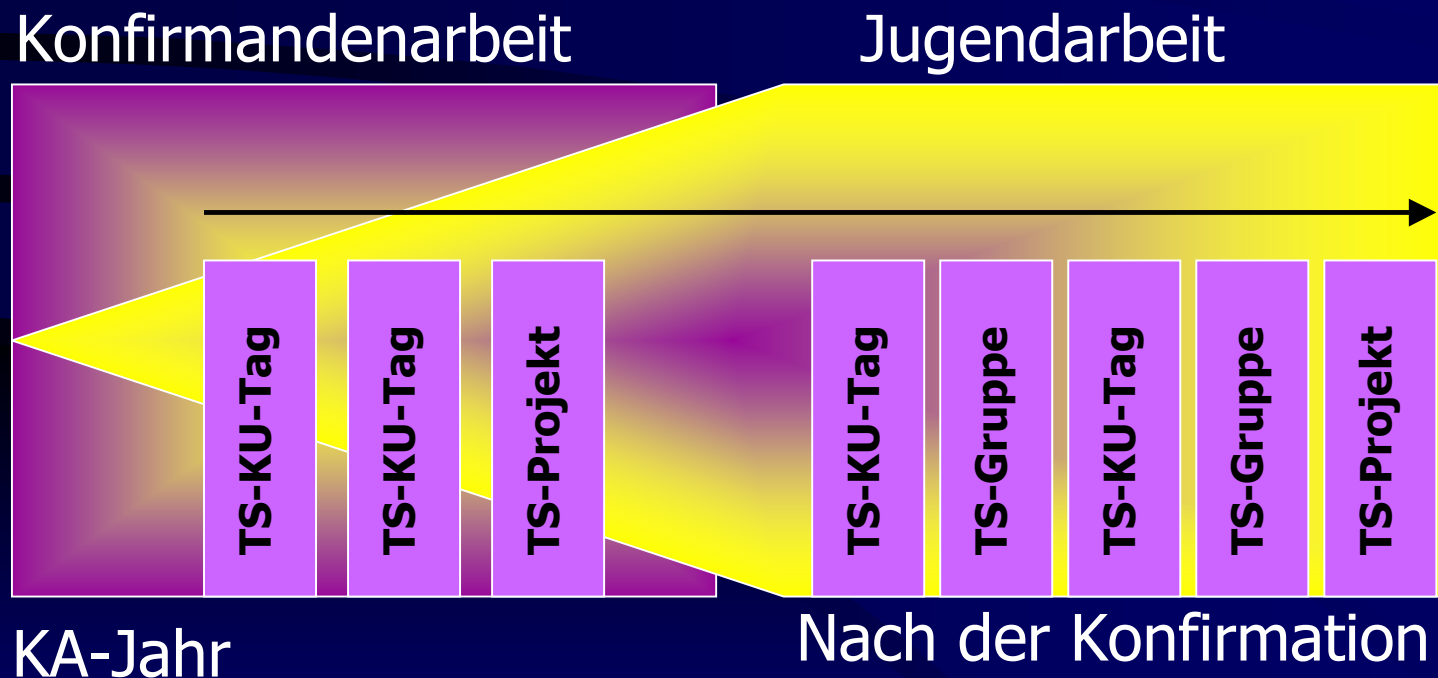 Konfirmandenarbeit
Jugendarbeit
TS-KU-Tag
TS-KU-Tag
TS-Projekt
TS-KU-Tag
TS-Gruppe
TS-KU-Tag
TS-Gruppe
TS-Projekt
KA-Jahr
Nach der Konfirmation